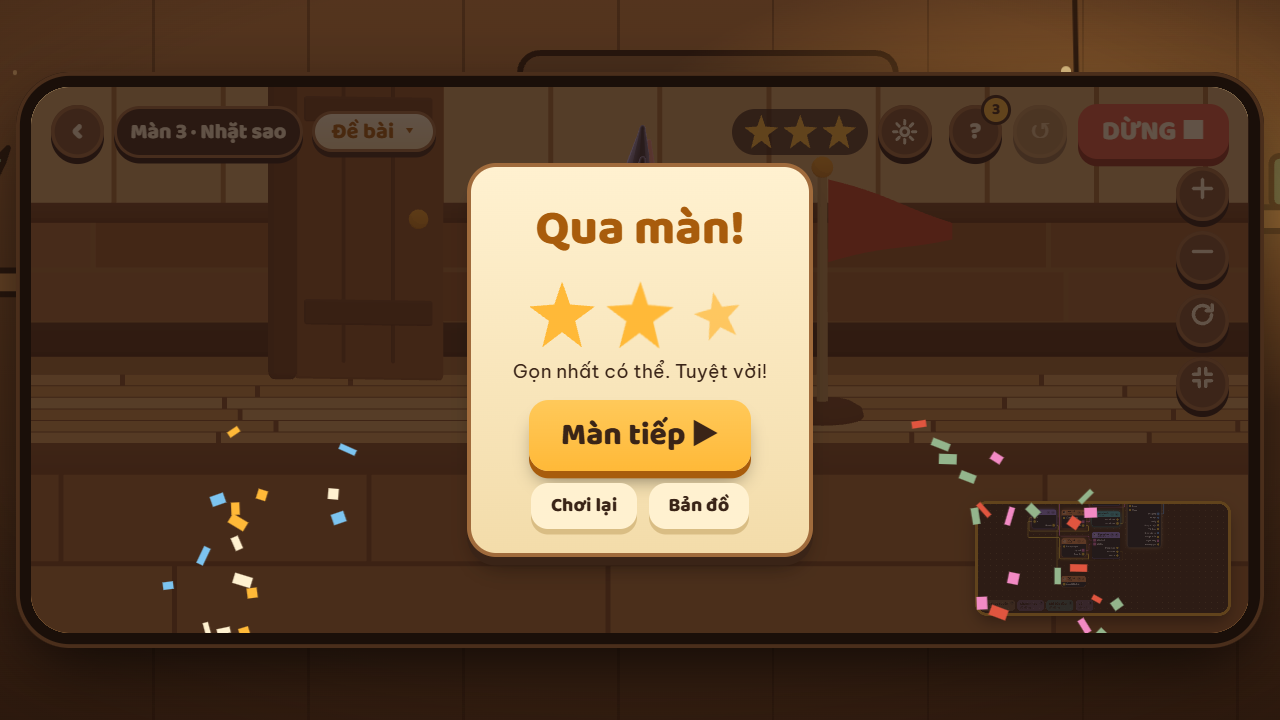 Màn 3 · Nhặt sao
Đề bài
?
3
DỪNG
Qua màn!
Gọn nhất có thể. Tuyệt vời!
Màn tiếp
Chơi lại
Bản đồ